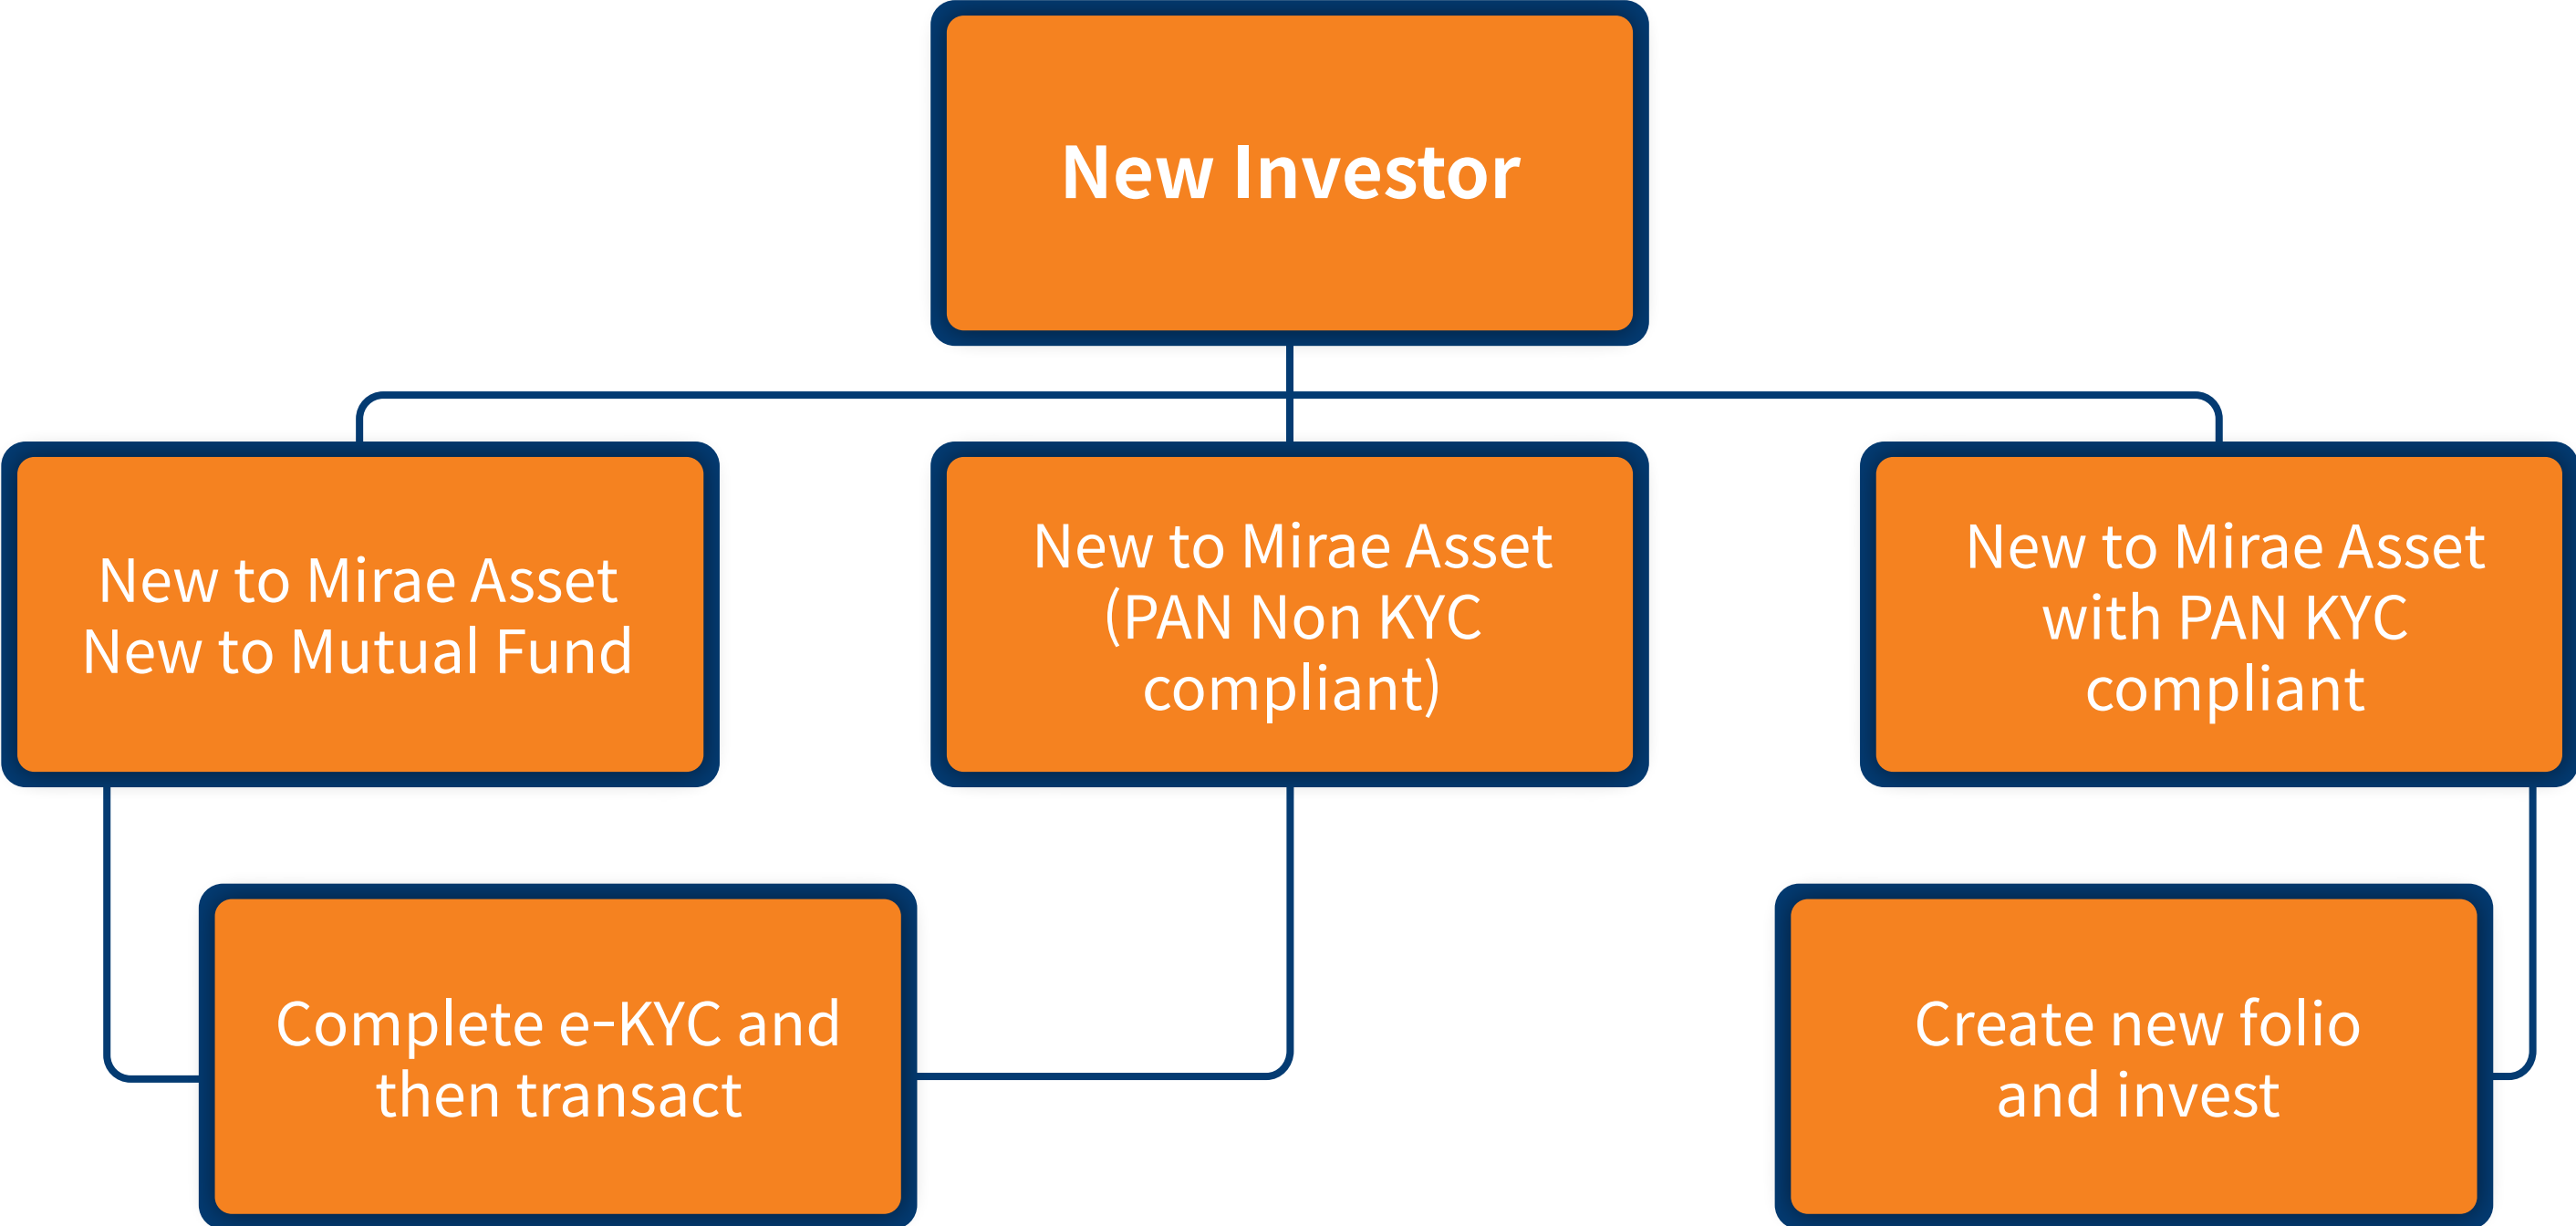 New Investor
New to Mirae Asset
New to Mutual Fund
New to Mirae Asset
(PAN Non KYC
compliant)
New to Mirae Asset
with PAN KYC
compliant
Complete e-KYC and
then transact
Create new folio
and invest